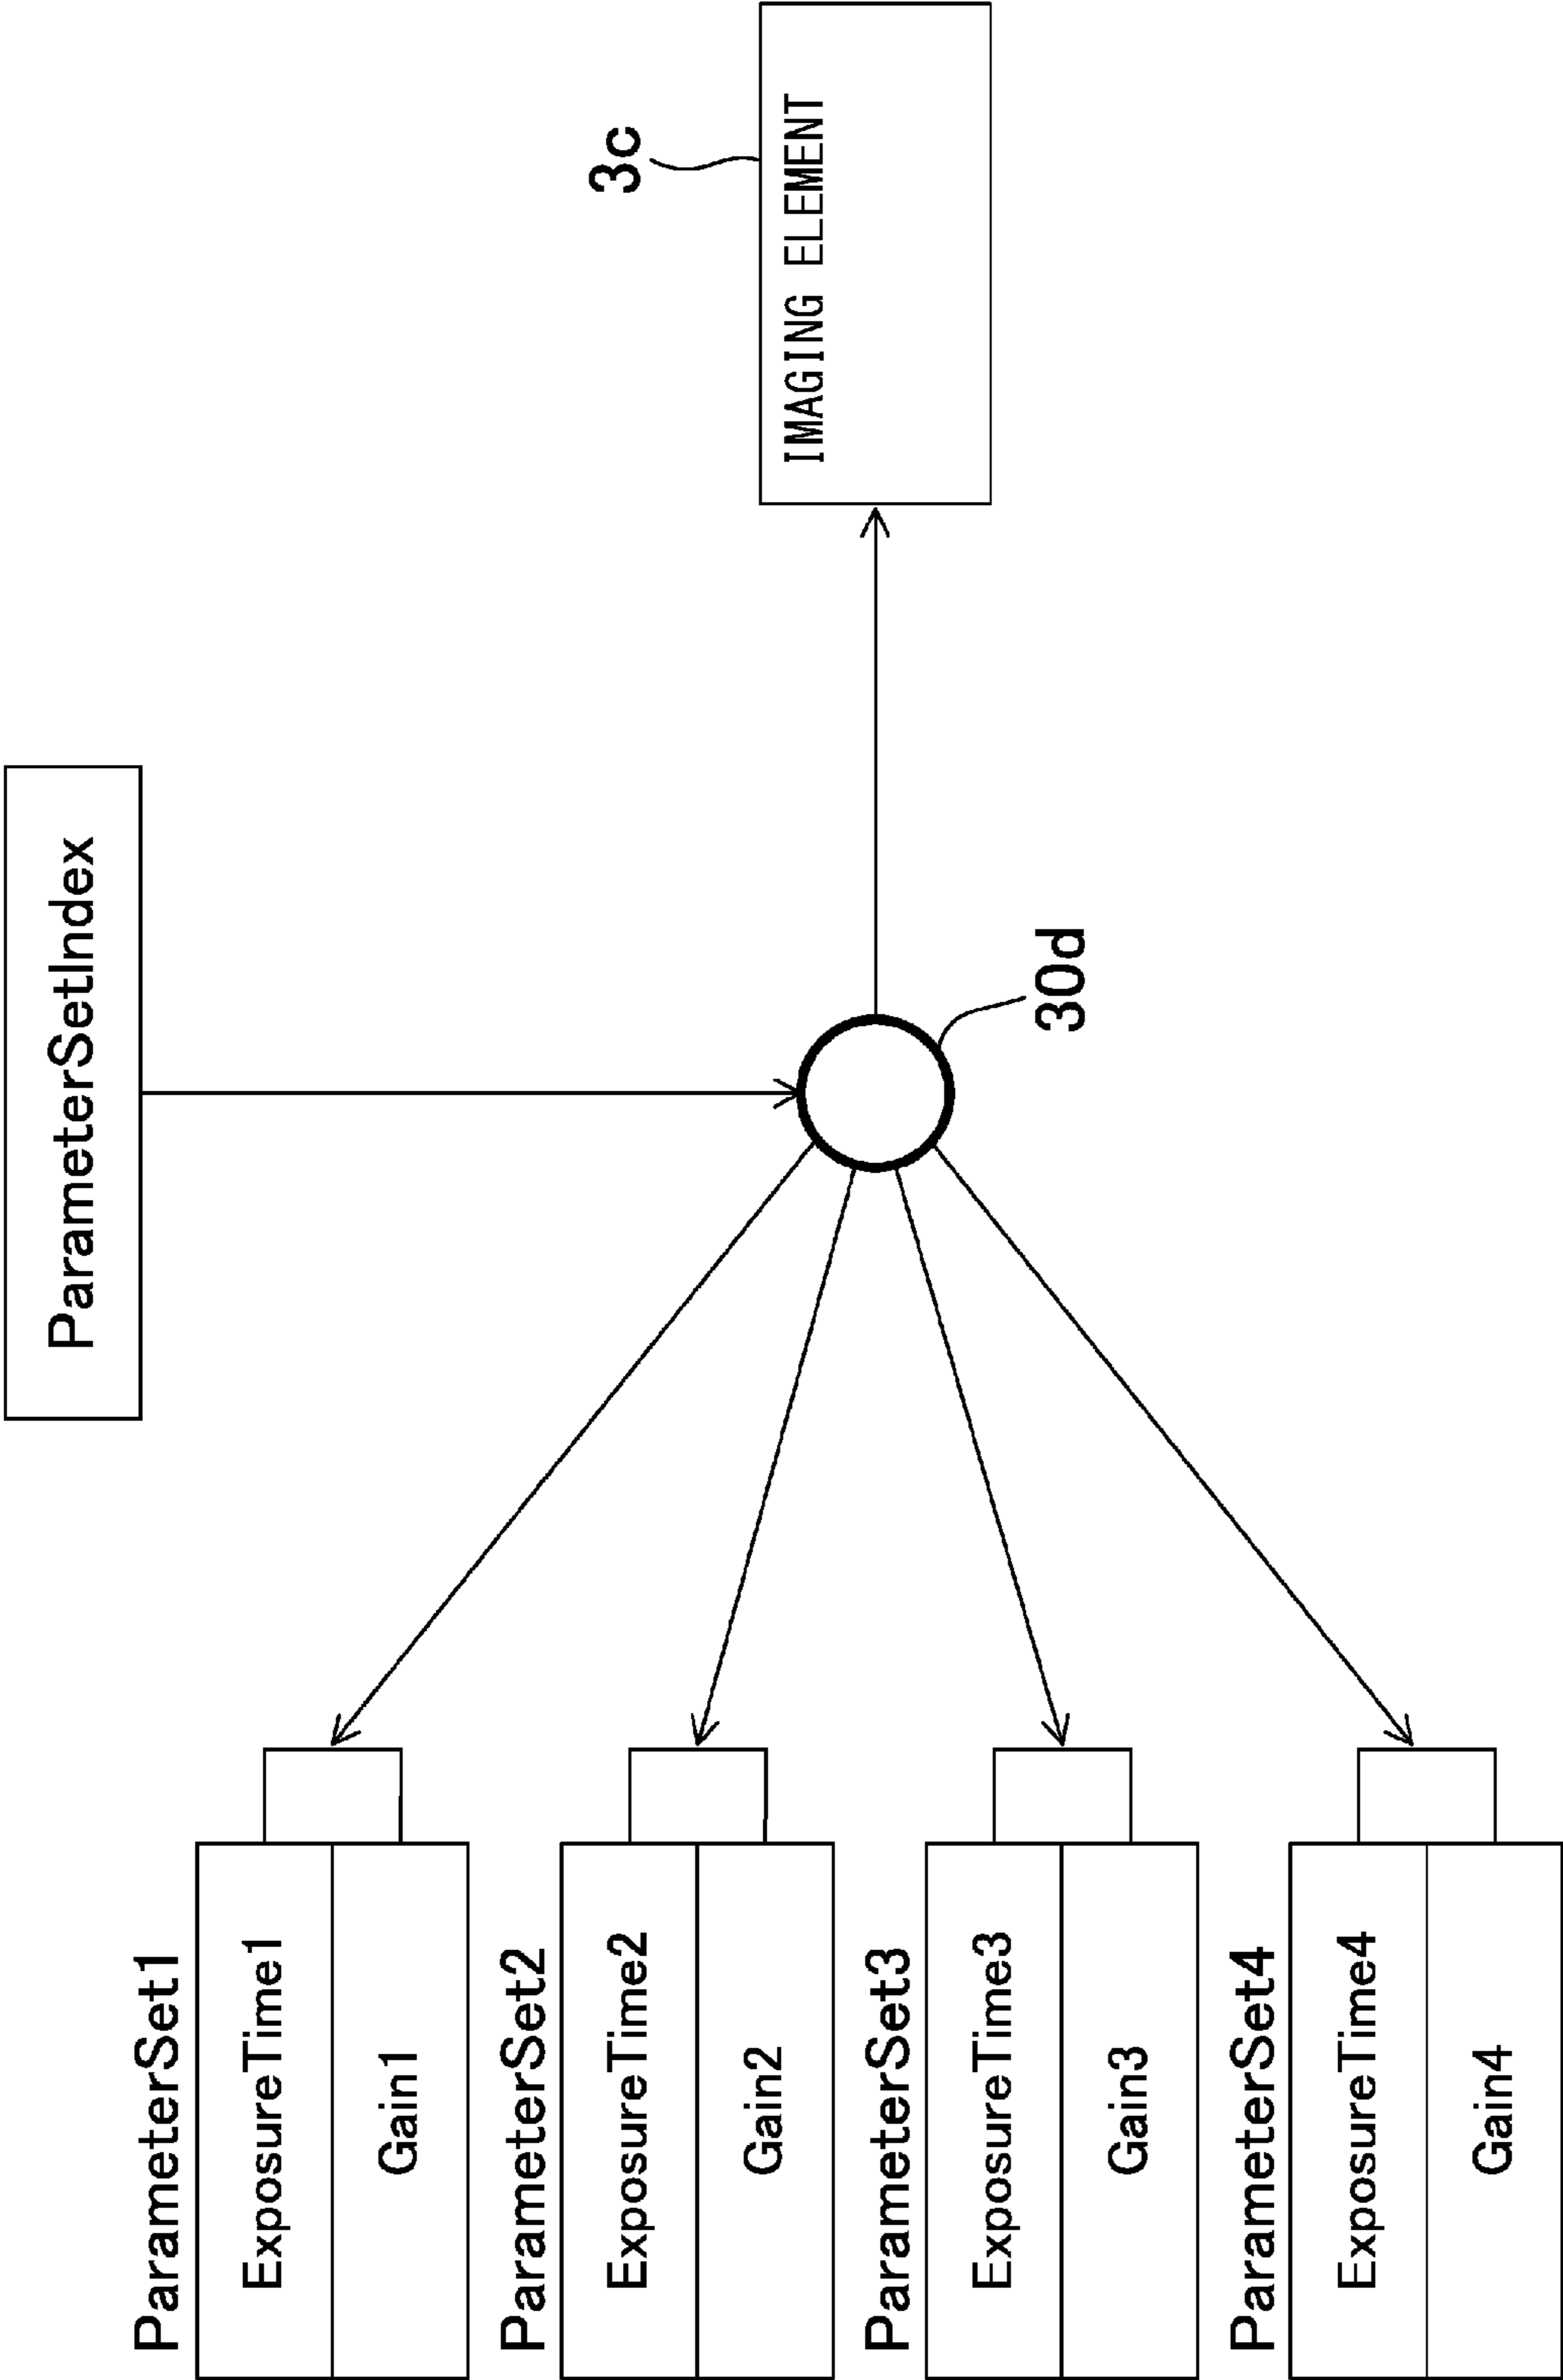 ParameterSet1
ExposureTime1
Gain1
ParameterSet2
ExposureTime2
Gain2
ParameterSet3
ExposureTime3
Gain3
ParameterSet4
ExposureTime4
Gain4
ParameterSetIndex
30d
3c
IMAGING ELEMENT